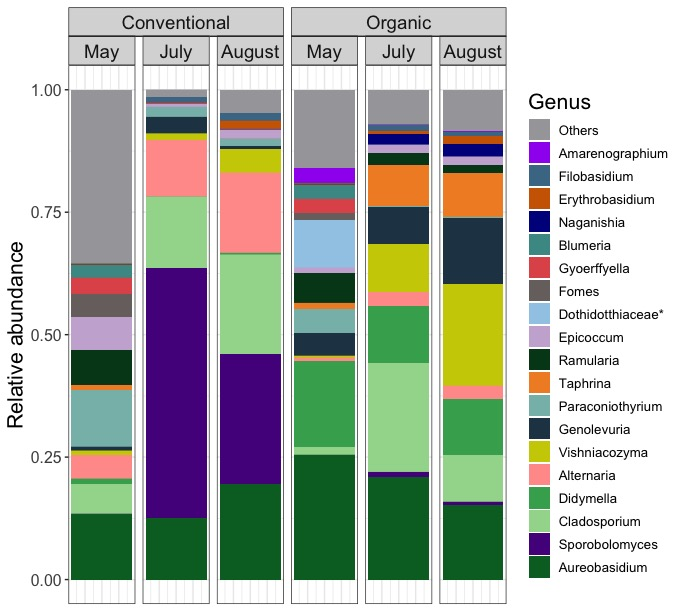 Conventional
Organic
May
July
August
May
July
August
Relative abundance
1.00
0.75
0.50
0.25
0.00
Genus
Others
Amarenographium
Filobasidium
Erythrobasidium
Naganishia
Blumeria
Gyoerffyella
Fomes
Dothidotthiaceae*
Epicoccum
Ramularia
Taphrina
Paraconiothyrium
Genolevuria
Vishniacozyma
Alternaria
Didymella
Cladosporium
Sporobolomyces
Aureobasidium